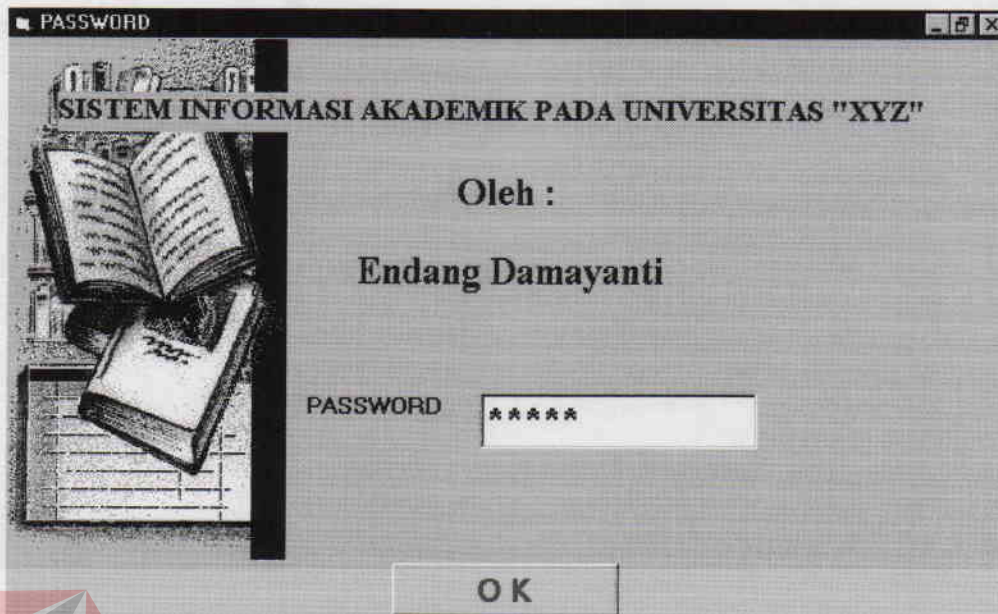 PASSWORD
SISTEM INFORMASI AKADEMIK PADA UNIVERSITAS "XYZ"
Oleh :
Endang Damayanti
PASSWORD
*****
OK